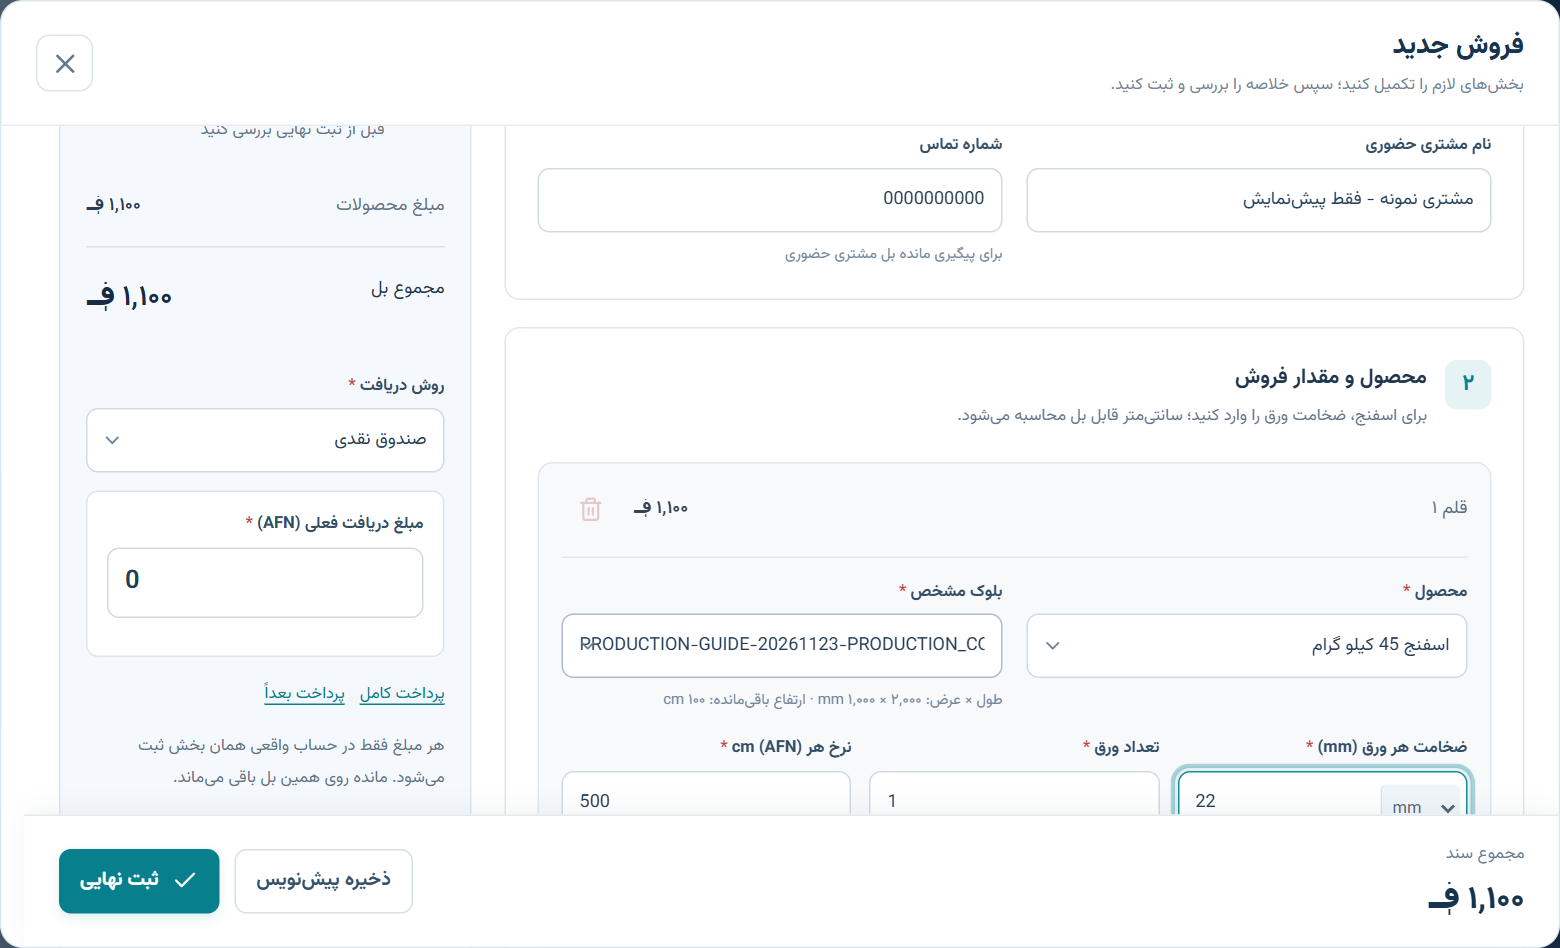 فروش جدید
بخش‌های لازم را تکمیل کنید؛ سپس خلاصه را بررسی و ثبت کنید.
نام مشتری حضوری
مشتری نمونه - فقط پیش‌نمایش
شماره تماس
0000000000
برای پیگیری مانده بل مشتری حضوری
۲
محصول و مقدار فروش
برای اسفنج، ضخامت ورق را وارد کنید؛ سانتی‌متر قابل بل محاسبه می‌شود.
قلم ۱
۱,۱۰۰ ؋
محصول *
اسفنج 45 کیلو گرام
بلوک مشخص *
PRODUCTION-GUIDE-20261123-PRODUCTION_CO
طول × عرض: ۲,۰۰۰ × ۱,۰۰۰ mm · ارتفاع باقی‌مانده: ۱۰۰ cm
ضخامت هر ورق (mm) *
22
mm
تعداد ورق *
1
نرخ هر cm (AFN) *
500
قبل از ثبت نهایی بررسی کنید
مبلغ محصولات
۱,۱۰۰ ؋
مجموع بل
۱,۱۰۰ ؋
روش دریافت *
صندوق نقدی
مبلغ دریافت فعلی (AFN) *
0
پرداخت کامل
پرداخت بعداً
هر مبلغ فقط در حساب واقعی همان بخش ثبت
می‌شود. مانده روی همین بل باقی می‌ماند.
مجموع سند
۱,۱۰۰ ؋
ذخیره پیش‌نویس
ثبت نهایی